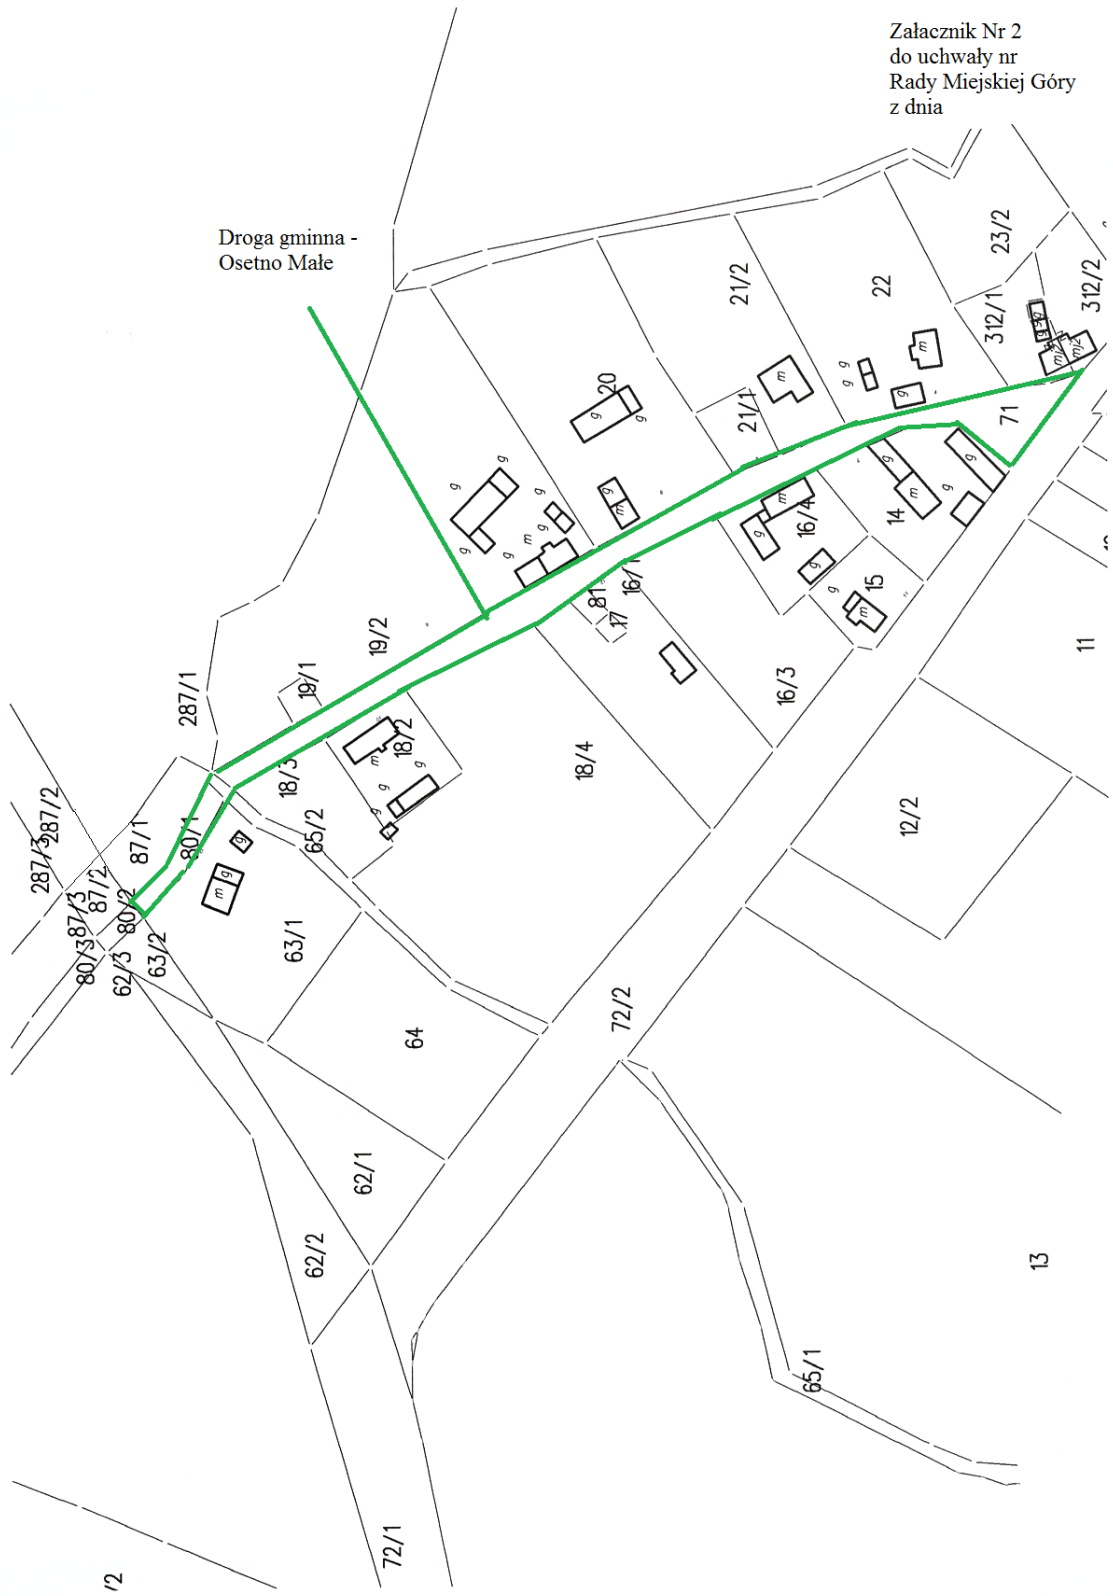 Załacznik Nr 2
do uchwały nr
Rady Miejskiej Góry
z dnia
Droga gminna -
Osetno Małe
23/2
21/2
22
312/2
312/1
20
21/1
71
g
g
m
m
g
g
g
g
mj2
mj2
g
g
g
m
g
g
m
g
g
m
g
m
g
g
14
16/4
g
g
15
m
16/1
81
17
11
19/2
19/1
287/1
16/3
18/2
m
g
g
g
18/3
18/4
65/2
12/2
287/2
287/3
87/1
80/1
g
m
g
87/2
87/3
80/2
80/3
62/3
63/2
63/1
64
72/2
62/1
62/2
13
65/1
72/1
/2